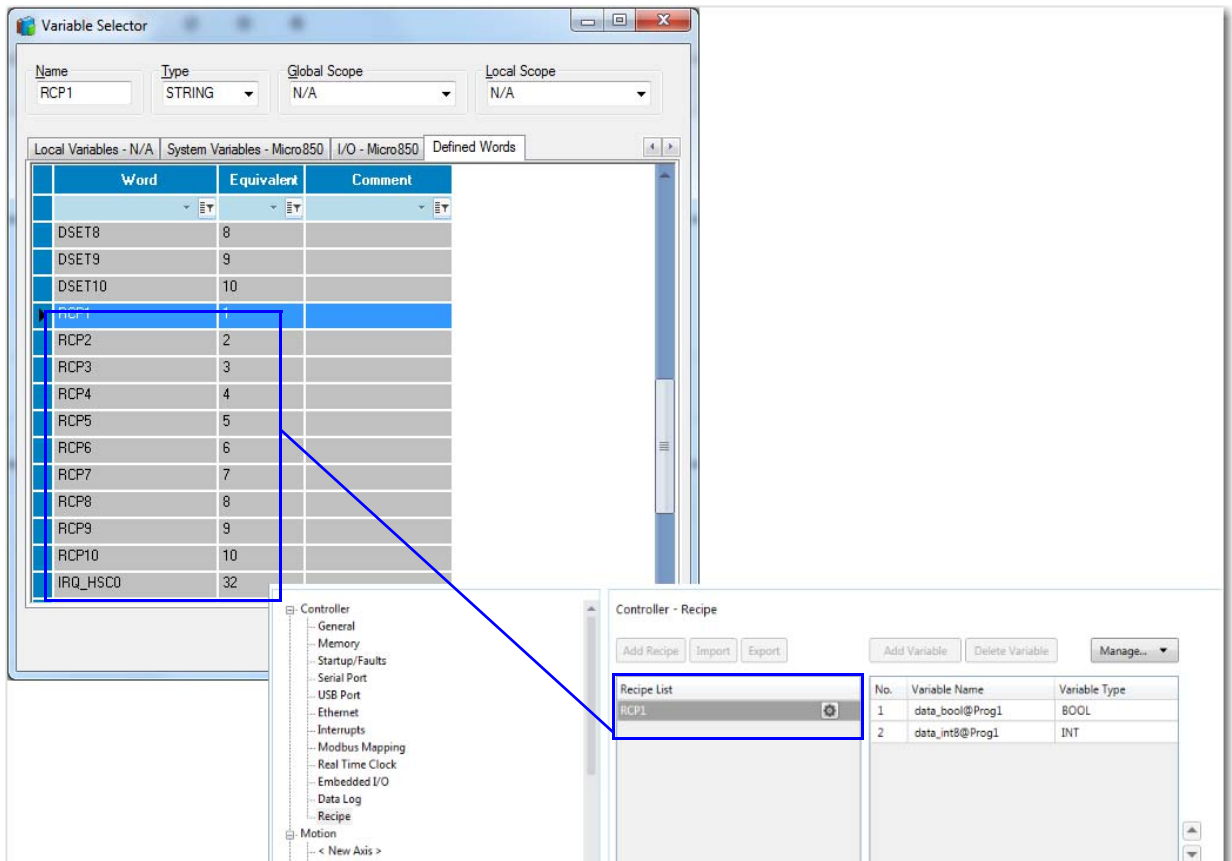 Variable Selector
Name Type Global Scope Local Scope
RCP1 STRING N/A N/A
Local Variables - N/A System Variables - Micro850 I/O - Micro850 Defined Words
Word Equivalent Comment
DSET8 8
DSET9 9
DSET10 10
RCP1 1
RCP2 2
RCP3 3
RCP4 4
RCP5 5
RCP6 6
RCP7 7
RCP8 8
RCP9 9
RCP10 10
IRQ_HSC0 32
Controller
General
Memory
Startup/Faults
Serial Port
USB Port
Ethernet
Interrupts
Modbus Mapping
Real Time Clock
Embedded I/O
Data Log
Recipe
Motion
< New Axis >
Controller - Recipe
Add Recipe Import Export Add Variable Delete Variable Manage...
Recipe List
RCP1
No. Variable Name Variable Type
1 data_bool@Prog1 BOOL
2 data_int8@Prog1 INT